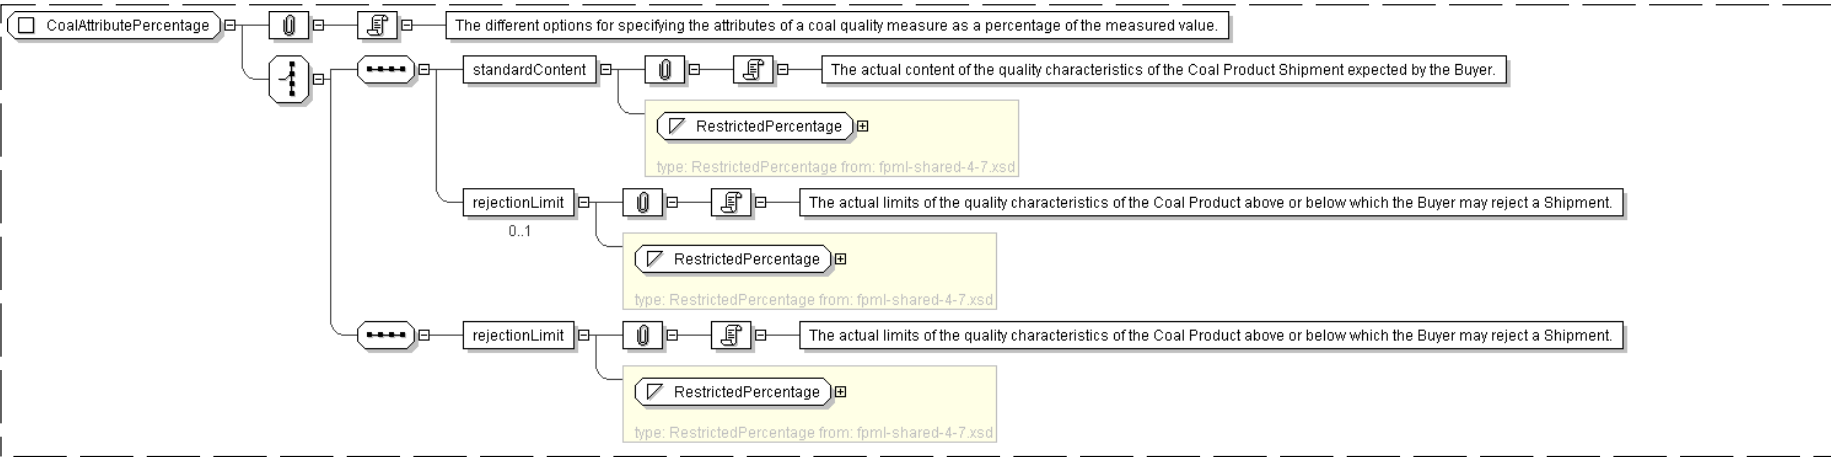 CoalAttributePercentage
The different options for specifying the attributes of a coal quality measure as a percentage of the measured value.
standardContent
The actual content of the quality characteristics of the Coal Product Shipment expected by the Buyer.
RestrictedPercentage
type: RestrictedPercentage from: fpml-shared-4-7.xsd
rejectionLimit
The actual limits of the quality characteristics of the Coal Product above or below which the Buyer may reject a Shipment.
0..1
RestrictedPercentage
type: RestrictedPercentage from: fpml-shared-4-7.xsd
rejectionLimit
The actual limits of the quality characteristics of the Coal Product above or below which the Buyer may reject a Shipment.
RestrictedPercentage
type: RestrictedPercentage from: fpml-shared-4-7.xsd